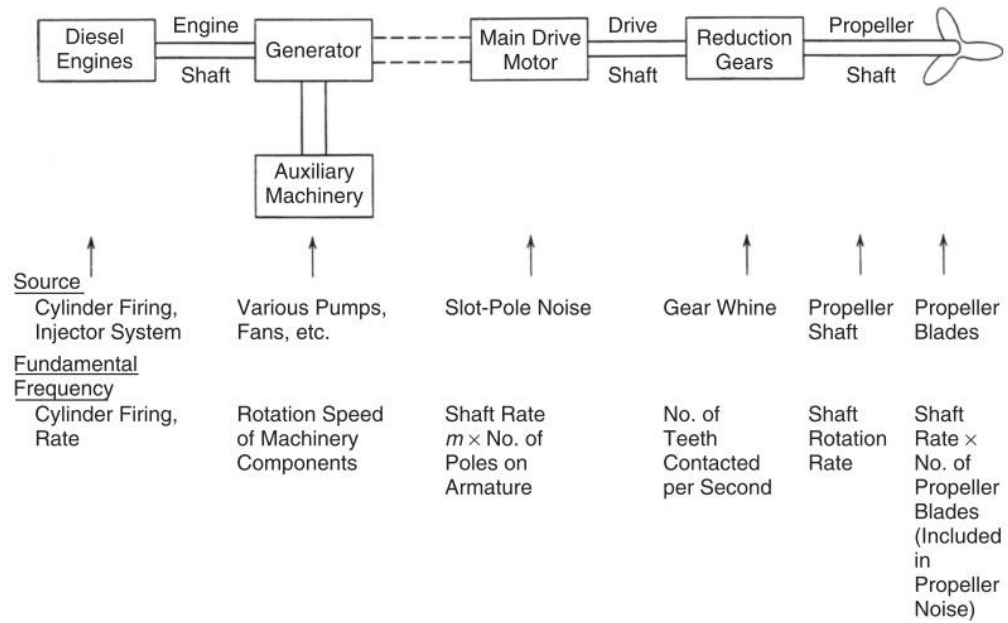 Diesel
Engines
Engine
Shaft
Generator
Main Drive
Motor
Drive
Shaft
Reduction
Gears
Propeller
Shaft
Auxiliary
Machinery
Source
Cylinder Firing,
Injector System
Various Pumps,
Fans, etc.
Slot-Pole Noise
Gear Whine
Propeller
Shaft
Propeller
Blades
Fundamental
Frequency
Cylinder Firing,
Rate
Rotation Speed
of Machinery
Components
Shaft Rate
m × No. of
Poles on
Armature
No. of
Teeth
Contacted
per Second
Shaft
Rotation
Rate
Shaft
Rate ×
No. of
Propeller
Blades
(Included
in
Propeller
Noise)